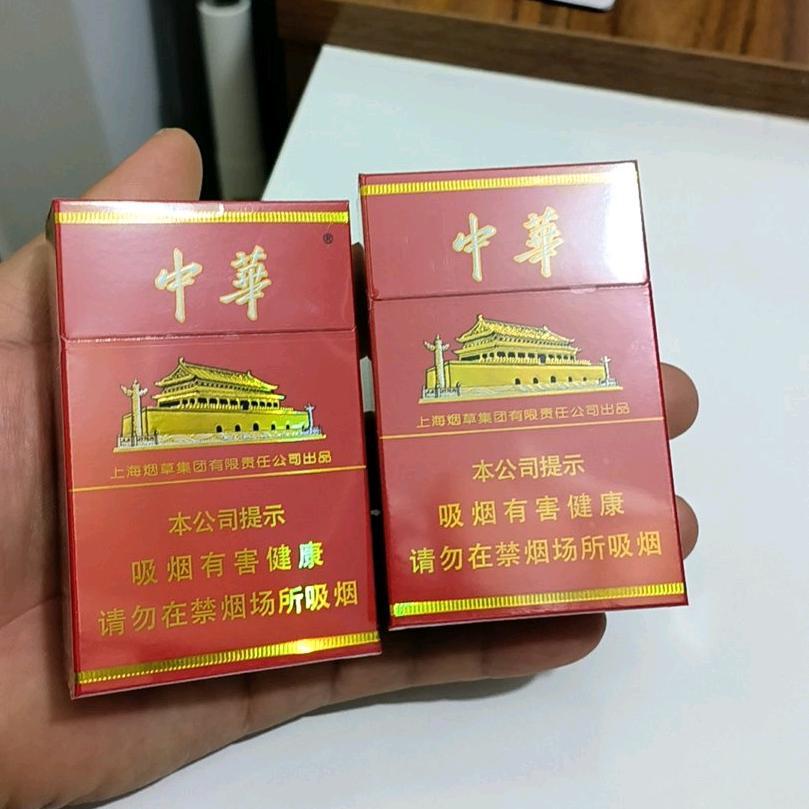 中華®
上海烟草集团有限责任公司出品
本公司提示
吸烟有害健康
请勿在禁烟场所吸烟
中華
上海烟草集团有限责任公司出品
本公司提示
吸烟有害健康
请勿在禁烟场所吸烟